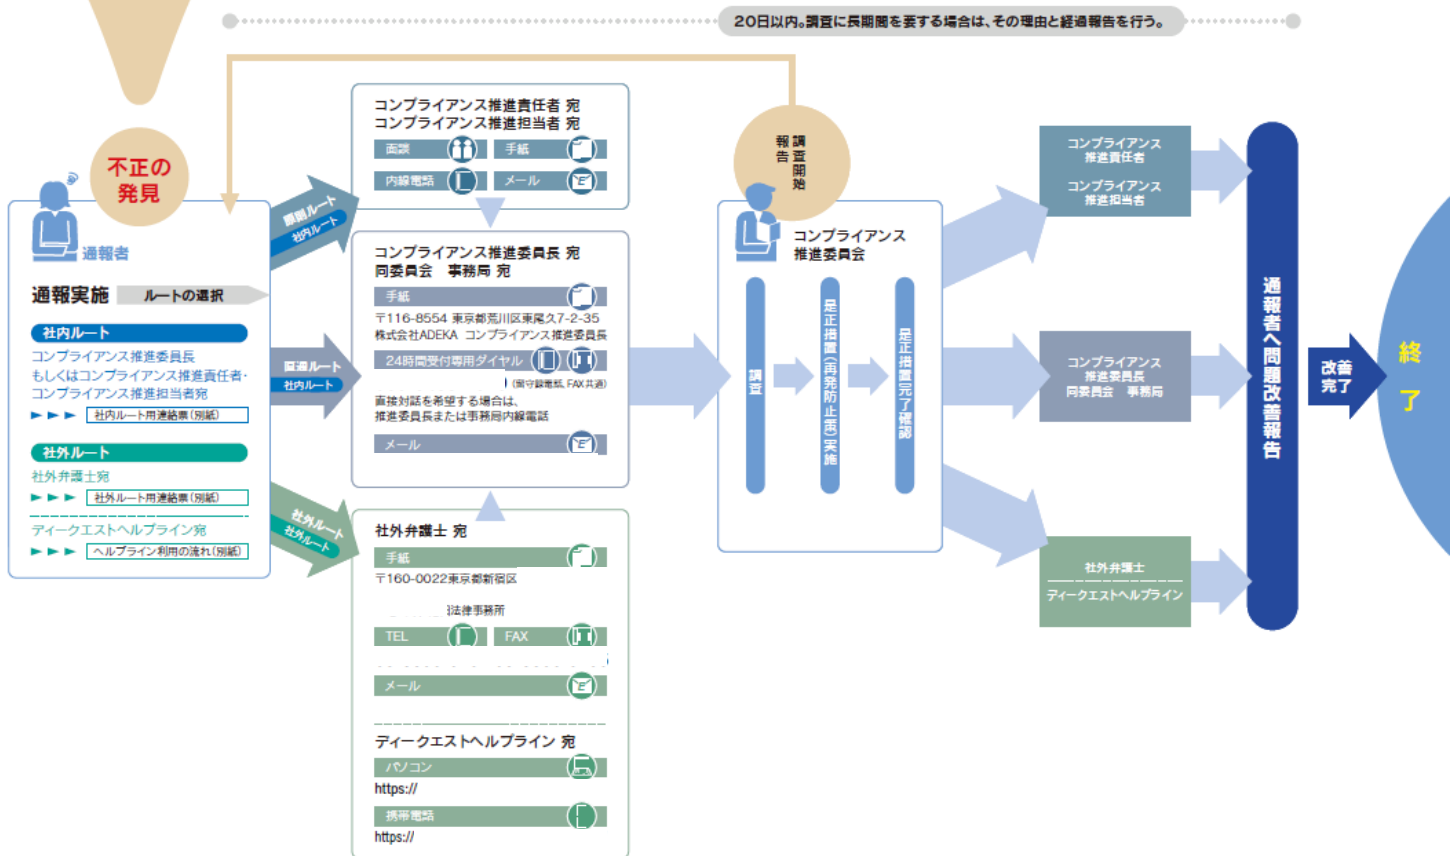 20日以内。調査に長期間を要する場合は、その理由と経過報告を行う。
不正の
発見
通報者
通報実施
ルートの選択
社内ルート
コンプライアンス推進委員長
もしくはコンプライアンス推進責任者・
コンプライアンス推進担当者宛
社内ルート用連絡票(別紙)
社外ルート
社外弁護士宛
社外ルート用連絡票(別紙)
ディークエストヘルプライン宛
ヘルプライン利用の流れ(別紙)
原則ルート
社内ルート
直通ルート
社内ルート
社外ルート
社外ルート
コンプライアンス推進責任者 宛
コンプライアンス推進担当者 宛
面談
手紙
内線電話
メール
コンプライアンス推進委員長 宛
同委員会 事務局 宛
手紙
〒116-8554 東京都荒川区東尾久7-2-35
株式会社ADEKA コンプライアンス推進委員長
24時間受付専用ダイヤル
(留守録電話、FAX共通)
直接対話を希望する場合は、
推進委員長または事務局内線電話
メール
社外弁護士 宛
手紙
〒160-0022東京都新宿区
法律事務所
TEL
FAX
メール
ディークエストヘルプライン 宛
パソコン
https://
携帯電話
https://
調査開始
報告
コンプライアンス
推進委員会
調査
是正措置(再発防止策)実施
是正措置完了確認
コンプライアンス
推進責任者
コンプライアンス
推進担当者
コンプライアンス
推進委員長
同委員会 事務局
社外弁護士
ディークエストヘルプライン
通報者へ問題改善報告
改善
完了
終了